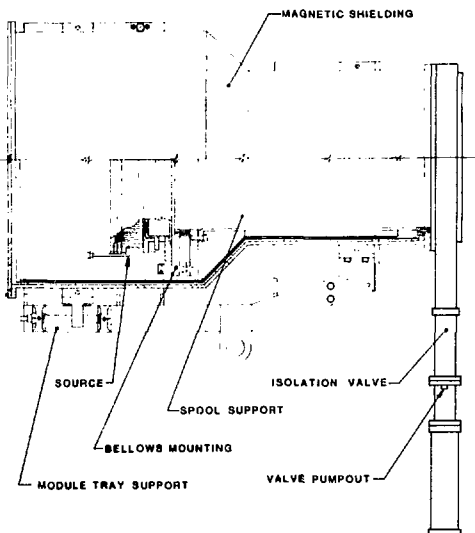 MAGNETIC SHIELDING
SOURCE
ISOLATION VALVE
SPOOL SUPPORT
BELLOWS MOUNTING
VALVE PUMPOUT
MODULE TRAY SUPPORT